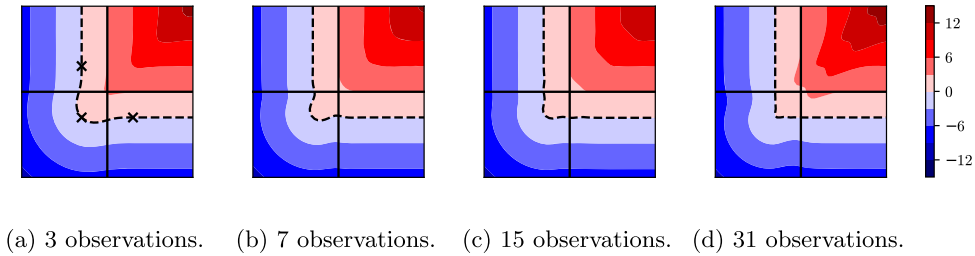 12
6
0
−6
−12
(a) 3 observations.
(b) 7 observations.
(c) 15 observations.
(d) 31 observations.